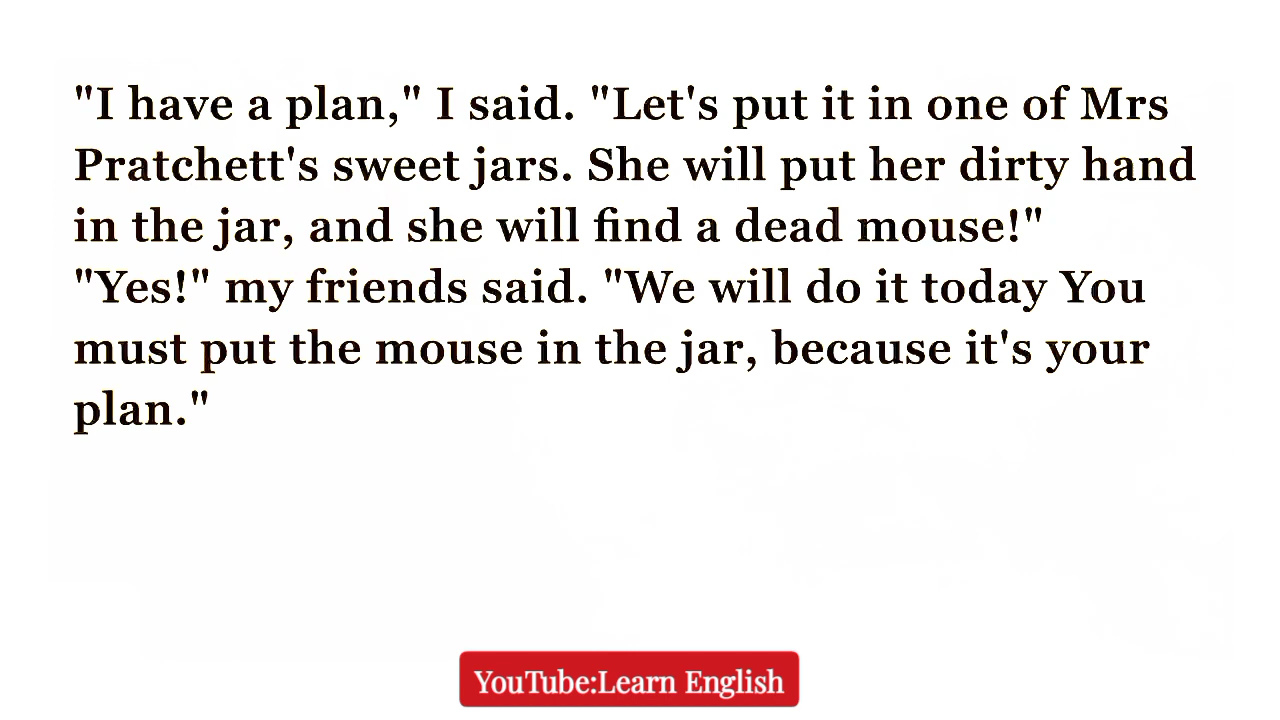 "I have a plan," I said. "Let's put it in one of Mrs
Pratchett's sweet jars. She will put her dirty hand
in the jar, and she will find a dead mouse!"
"Yes!" my friends said. "We will do it today You
must put the mouse in the jar, because it's your
plan."
YouTube:Learn English